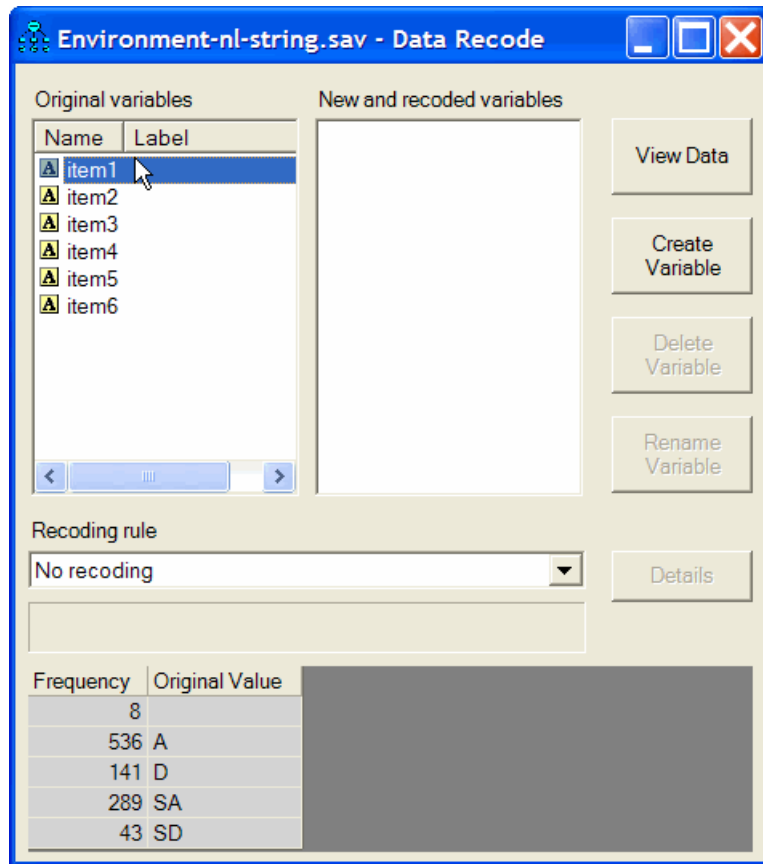 Environment-nl-string.sav - Data Recode
Original variables
New and recoded variables
Name Label
A item1
A item2
A item3
A item4
A item5
A item6
View Data
Create
Variable
Delete
Variable
Rename
Variable
Recoding rule
No recoding
Details
Frequency Original Value
8
536 A
141 D
289 SA
43 SD